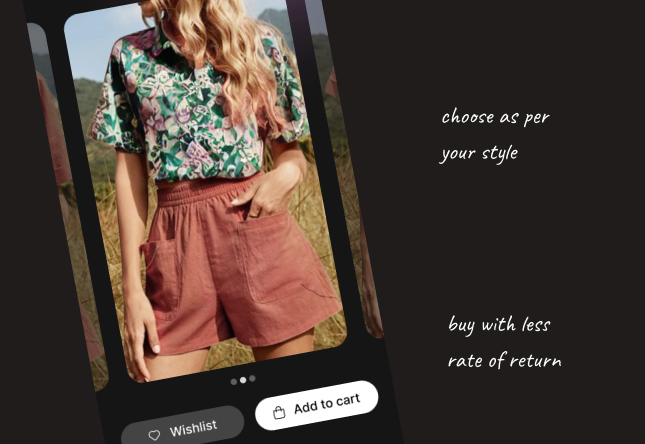 choose as per
your style
buy with less
rate of return
Wishlist
Add to cart